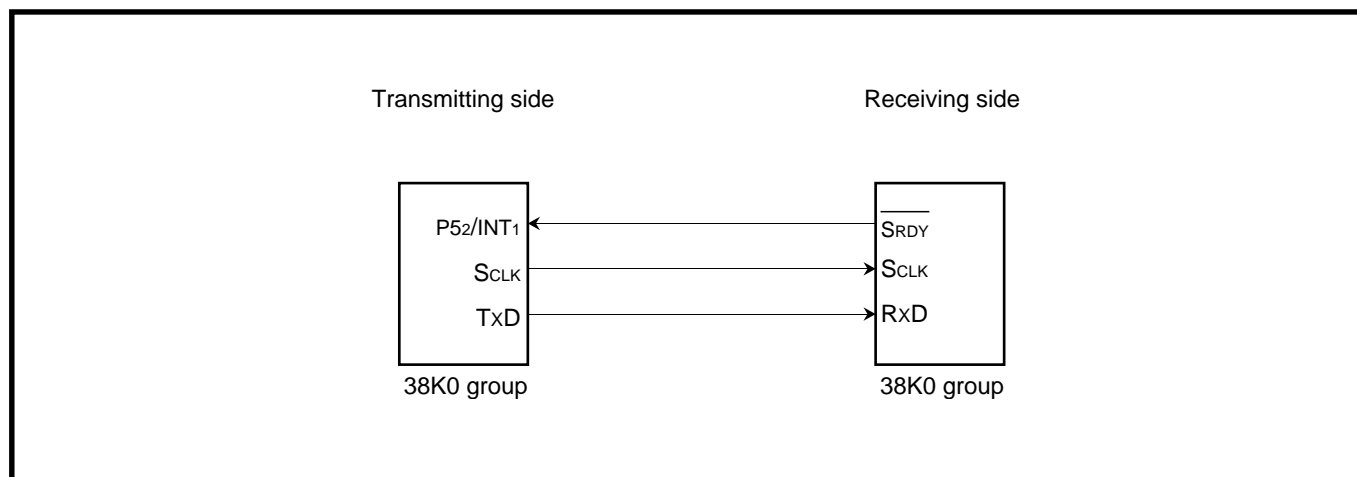 Transmitting side Receiving side
P52/INT1 SRDY
SCLK SCLK
TXD RXD
38K0 group 38K0 group